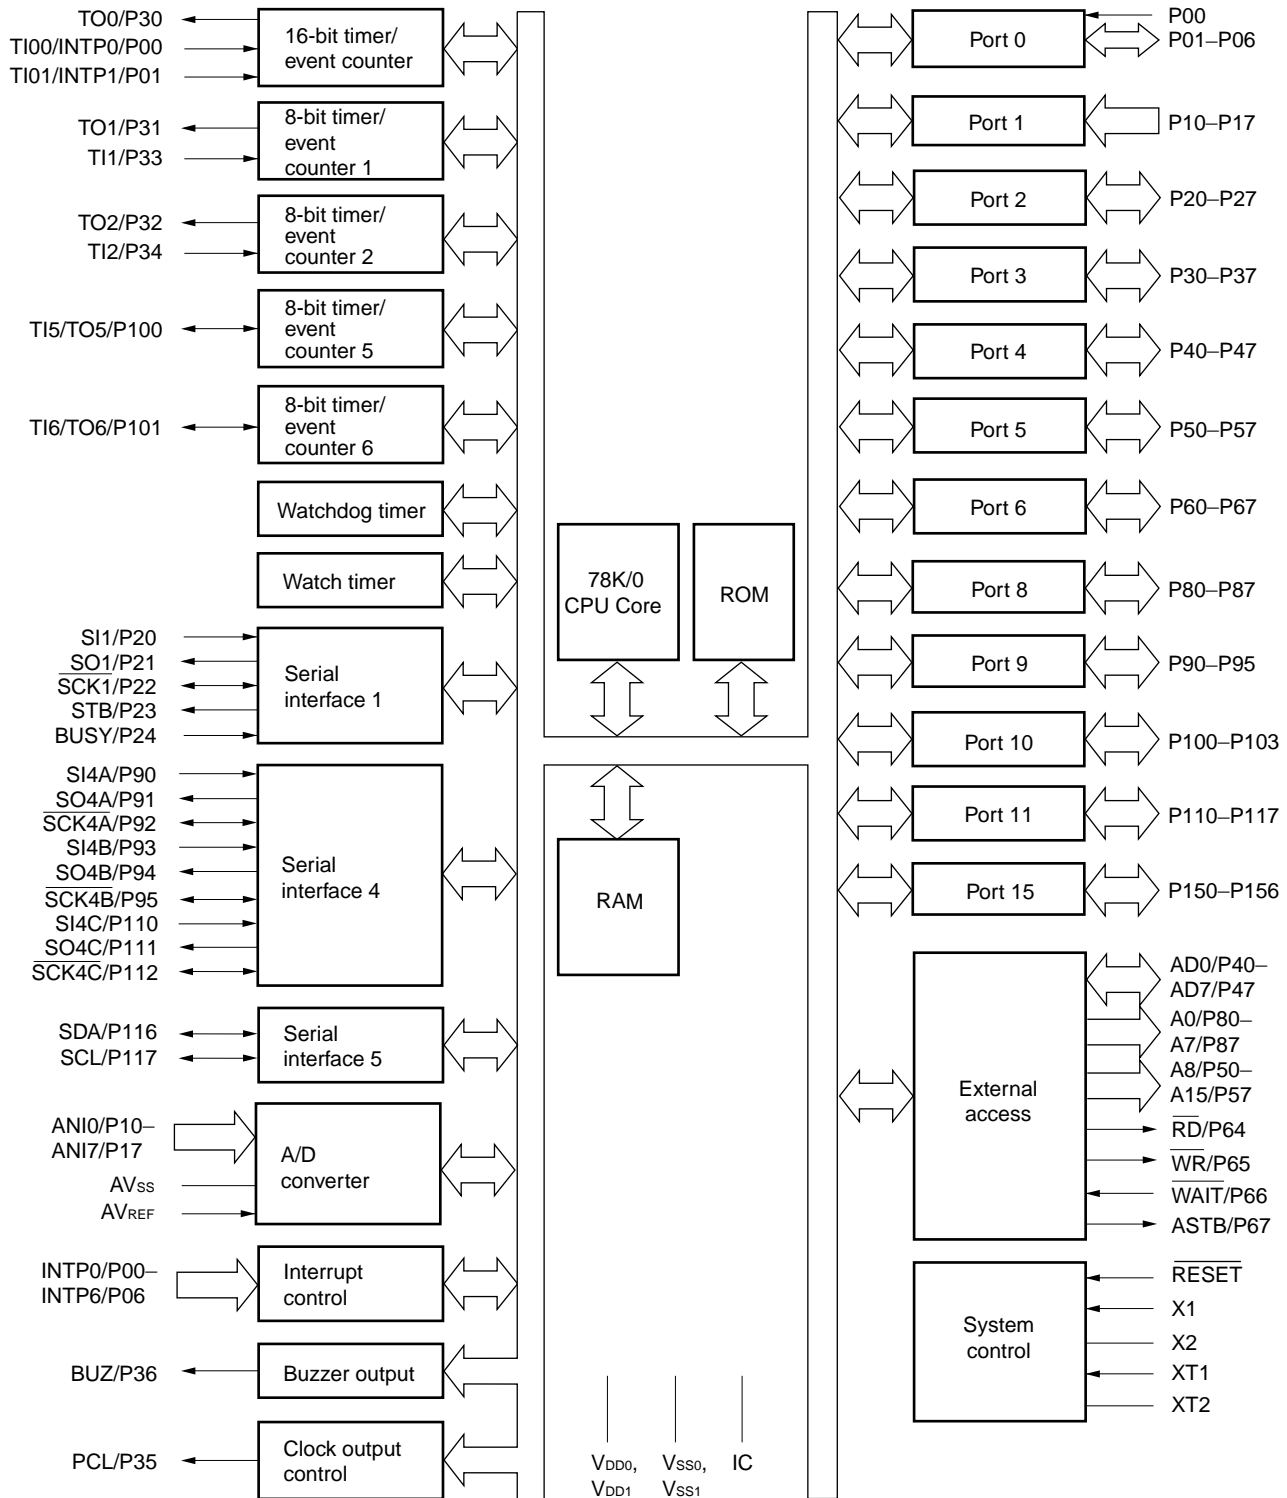 TO0/P30
TI00/INTP0/P00
TI01/INTP1/P01
16-bit timer/
event counter
TO1/P31
TI1/P33
8-bit timer/
event
counter 1
TO2/P32
TI2/P34
8-bit timer/
event
counter 2
TI5/TO5/P100
8-bit timer/
event
counter 5
TI6/TO6/P101
8-bit timer/
event
counter 6
Watchdog timer
Watch timer
SI1/P20
SO1/P21
SCK1/P22
STB/P23
BUSY/P24
Serial
interface 1
SI4A/P90
SO4A/P91
SCK4A/P92
SI4B/P93
SO4B/P94
SCK4B/P95
SI4C/P110
SO4C/P111
SCK4C/P112
Serial
interface 4
SDA/P116
SCL/P117
Serial
interface 5
ANI0/P10–
ANI7/P17
AVSS
AVREF
A/D
converter
INTP0/P00–
INTP6/P06
Interrupt
control
BUZ/P36
Buzzer output
PCL/P35
Clock output
control
78K/0
CPU Core
ROM
RAM
VDD0,
VDD1
VSS0,
VSS1
IC
Port 0
P00
P01–P06
Port 1
P10–P17
Port 2
P20–P27
Port 3
P30–P37
Port 4
P40–P47
Port 5
P50–P57
Port 6
P60–P67
Port 8
P80–P87
Port 9
P90–P95
Port 10
P100–P103
Port 11
P110–P117
Port 15
P150–P156
External
access
AD0/P40–
AD7/P47
A0/P80–
A7/P87
A8/P50–
A15/P57
RD/P64
WR/P65
WAIT/P66
ASTB/P67
System
control
RESET
X1
X2
XT1
XT2